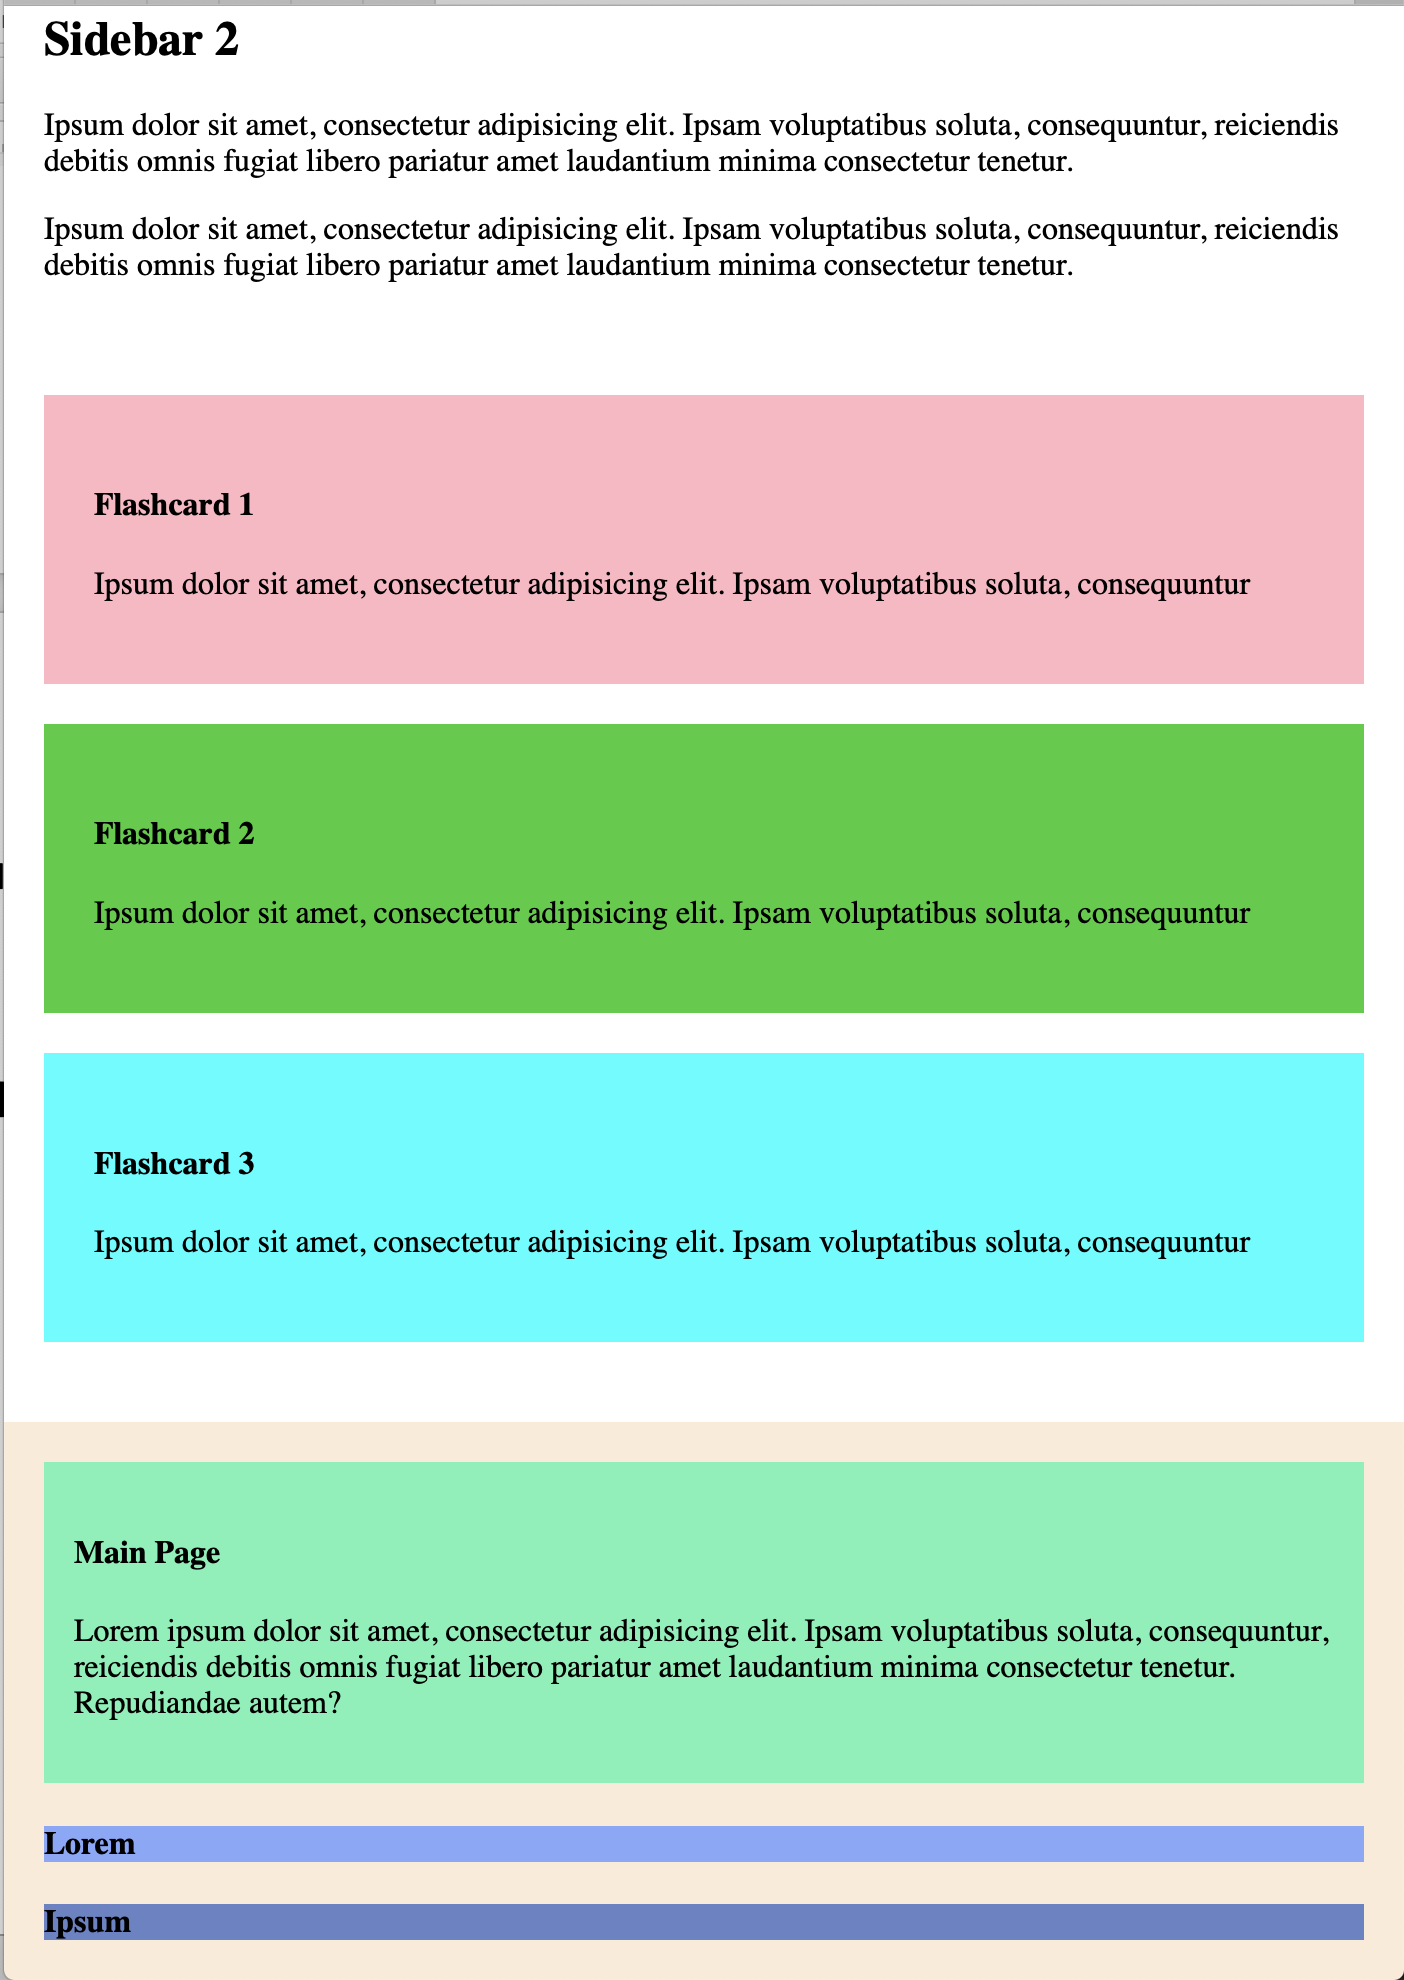 Sidebar 2
Ipsum dolor sit amet, consectetur adipisicing elit. Ipsam voluptatibus soluta, consequuntur, reiciendis
debitis omnis fugiat libero pariatur amet laudantium minima consectetur tenetur.
Ipsum dolor sit amet, consectetur adipisicing elit. Ipsam voluptatibus soluta, consequuntur, reiciendis
debitis omnis fugiat libero pariatur amet laudantium minima consectetur tenetur.
Flashcard 1
Ipsum dolor sit amet, consectetur adipisicing elit. Ipsam voluptatibus soluta, consequuntur
Flashcard 2
Ipsum dolor sit amet, consectetur adipisicing elit. Ipsam voluptatibus soluta, consequuntur
Flashcard 3
Ipsum dolor sit amet, consectetur adipisicing elit. Ipsam voluptatibus soluta, consequuntur
Main Page
Lorem ipsum dolor sit amet, consectetur adipisicing elit. Ipsam voluptatibus soluta, consequuntur,
reiciendis debitis omnis fugiat libero pariatur amet laudantium minima consectetur tenetur.
Repudiandae autem?
Lorem
Ipsum